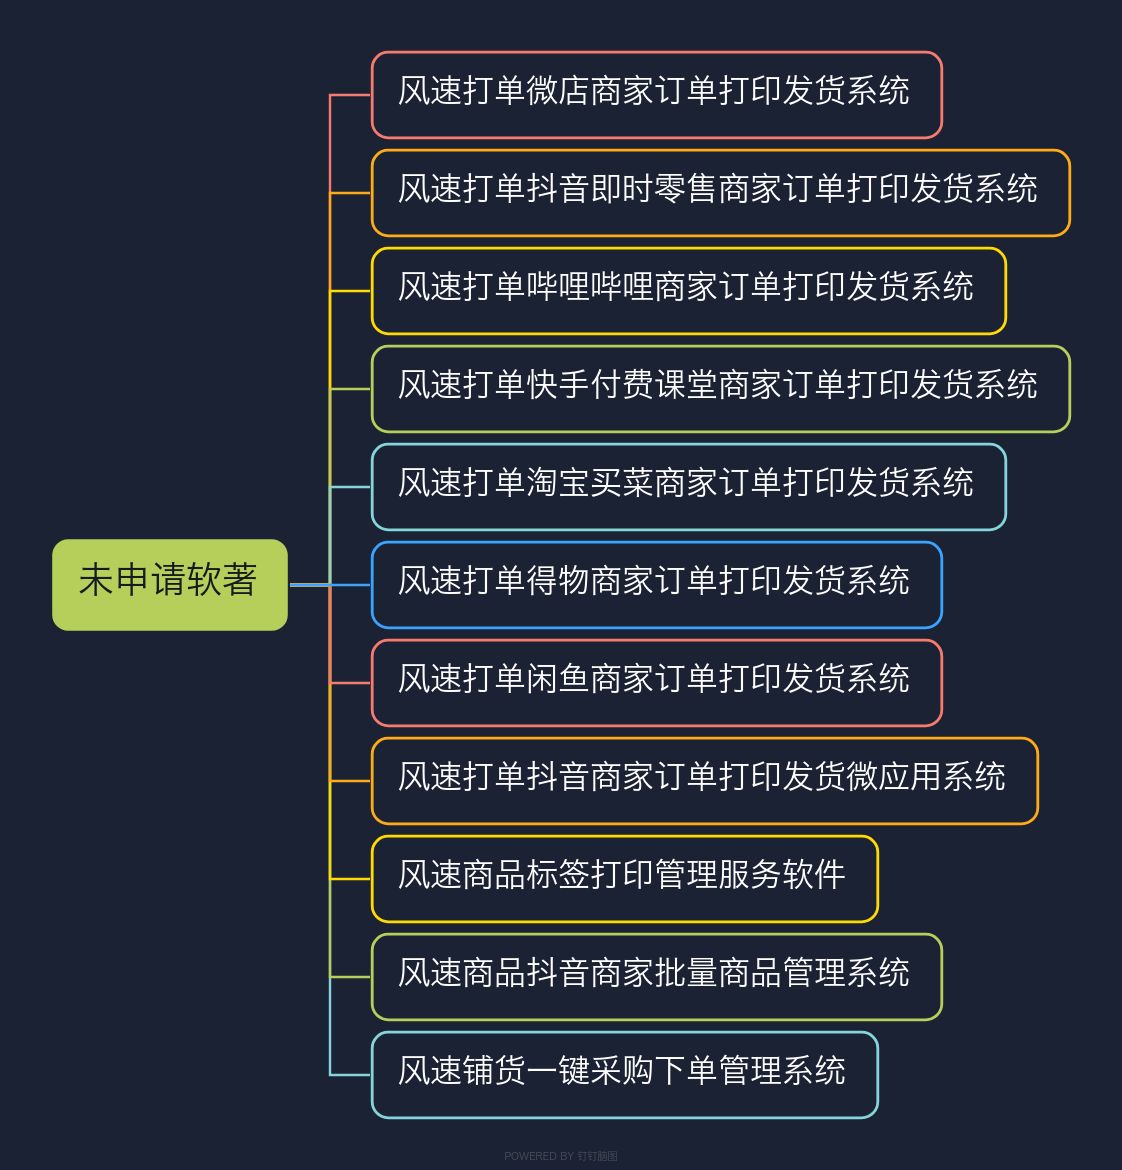 风速打单微店商家订单打印发货系统
风速打单抖音即时零售商家订单打印发货系统
风速打单哔哩哔哩商家订单打印发货系统
风速打单快手付费课堂商家订单打印发货系统
风速打单淘宝买菜商家订单打印发货系统
未申请软著
风速打单得物商家订单打印发货系统
风速打单闲鱼商家订单打印发货系统
风速打单抖音商家订单打印发货微应用系统
风速商品标签打印管理服务软件
风速商品抖音商家批量商品管理系统
风速铺货一键采购下单管理系统
POWERED BY 钉钉脑图